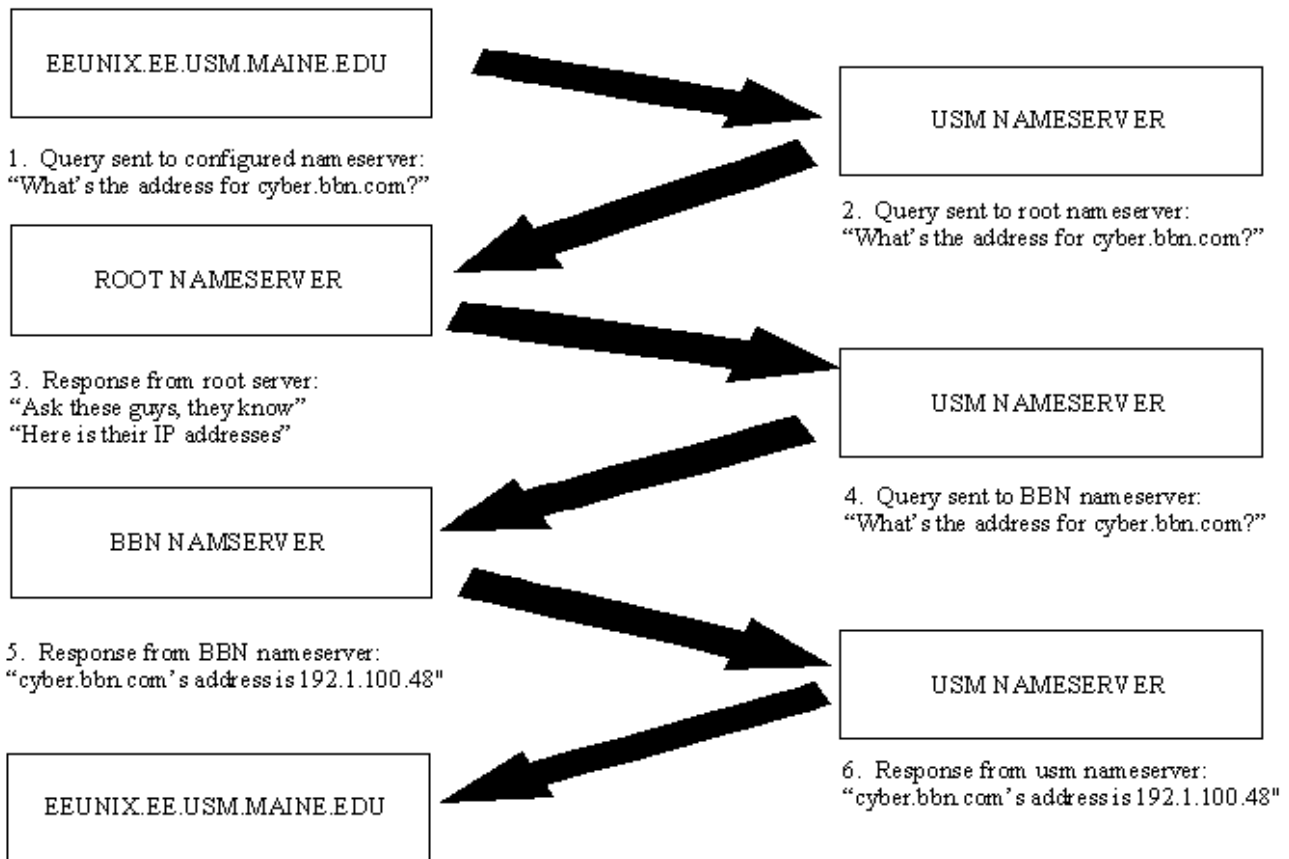 EEUNIX.EE.USM.MAINE.EDU
1. Query sent to configured nameserver:
“What’s the address for cyber.bbn.com?”
USM NAMESERVER
2. Query sent to root nameserver:
“What’s the address for cyber.bbn.com?”
ROOT NAMESERVER
3. Response from root server:
“Ask these guys, they know”
“Here is their IP addresses”
USM NAMESERVER
4. Query sent to BBN nameserver:
“What’s the address for cyber.bbn.com?”
BBN NAMSERVER
5. Response from BBN nameserver:
“cyber.bbn.com’s address is 192.1.100.48"
USM NAMESERVER
6. Response from usm nameserver:
“cyber.bbn.com’s address is 192.1.100.48"
EEUNIX.EE.USM.MAINE.EDU